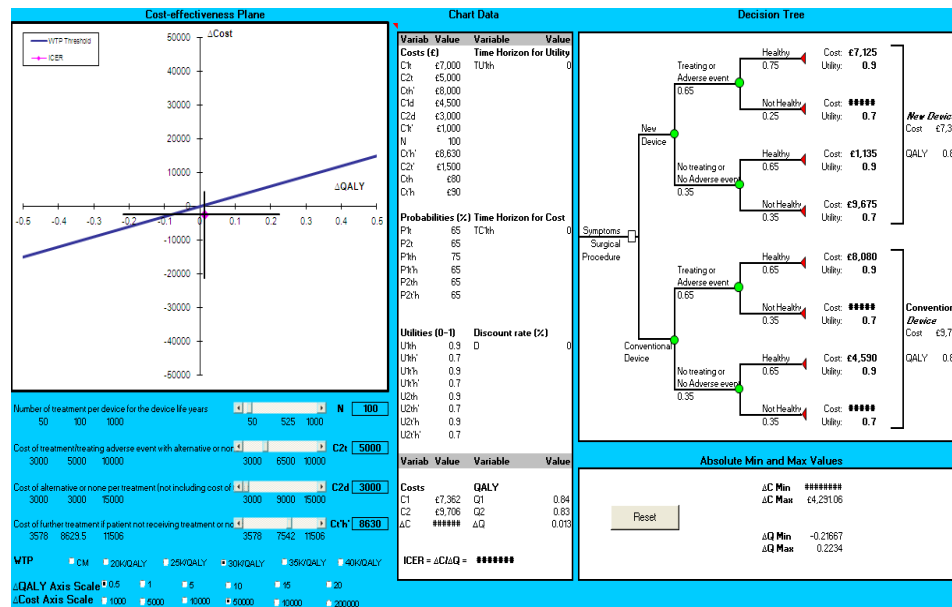 Cost-effectiveness Plane
Chart Data
Decision Tree
WTP Threshold
ICER
ΔCost
ΔQALY
50000
40000
30000
20000
10000
0
-10000
-20000
-30000
-40000
-50000
-0.5 -0.4 -0.3 -0.2 -0.1 0.0 0.1 0.2 0.3 0.4 0.5
Number of treatment per device for the device life years N 100
50 100 1000 50 525 1000
Cost of treatment/treating adverse event with alternative or nor C2t 5000
3000 5000 10000 3000 6500 10000
Cost of alternative or none per treatment (not including cost of C2d 3000
3000 9000 15000 3000 9000 15000
Cost of further treatment if patient not receiving treatment or no Ct'h' 8630
3578 8629.5 11506 3578 7542 11506
WTP CM 20K/QALY 25K/QALY 30K/QALY 35K/QALY 40K/QALY
ΔQALY Axis Scale 0.5 1 5 10 15 20
ΔCost Axis Scale 1000 5000 10000 50000 10000 200000
Variab Value Variable Value
Costs (£) Time Horizon for Utility
C1t £7,000 TU1th 0
C2t £5,000
Cth' £8,000
C1d £4,500
C2d £3,000
C1t' £1,000
N 100
Ct'h' £8,630
C2t' £1,500
Cth £80
Ct'h £90
Probabilities (%) Time Horizon for Cost
P1t 65 TC1th 0
P2t 65
P1th 75
P1t'h 65
P2th 65
P2t'h 65
Utilities (0-1) Discount rate (%)
U1th 0.9 D 0
U1th' 0.7
U1t'h 0.9
U1t'h' 0.7
U2th 0.9
U2th' 0.7
U2t'h 0.9
U2t'h' 0.7
Variab Value Variable Value
Costs QALY
C1 £7,362 Q1 0.84
C2 £9,706 Q2 0.83
ΔC ###### ΔQ 0.013
ICER = ΔC/ΔQ = #######
Symptoms
Surgical
Procedure
New
Device
Treating or
Adverse event
0.65
Healthy
0.75
Cost: £7,125
Utility: 0.9
Not Healthy
0.25
Cost: #####
Utility: 0.7
No treating or
No Adverse event
0.35
Healthy
0.65
Cost: £1,135
Utility: 0.9
Not Healthy
0.35
Cost: £9,675
Utility: 0.7
New Device
Cost £7,3
QALY 0.8
Conventional
Device
Treating or
Adverse event
0.65
Healthy
0.65
Cost: £8,080
Utility: 0.9
Not Healthy
0.35
Cost: #####
Utility: 0.7
No treating or
No Adverse event
0.35
Healthy
0.65
Cost: £4,590
Utility: 0.9
Not Healthy
0.35
Cost: #####
Utility: 0.7
Convention
Device
Cost £9,7
QALY 0.8
Absolute Min and Max Values
Reset
ΔC Min ########
ΔC Max £4,291.06
ΔQ Min -0.21667
ΔQ Max 0.2234